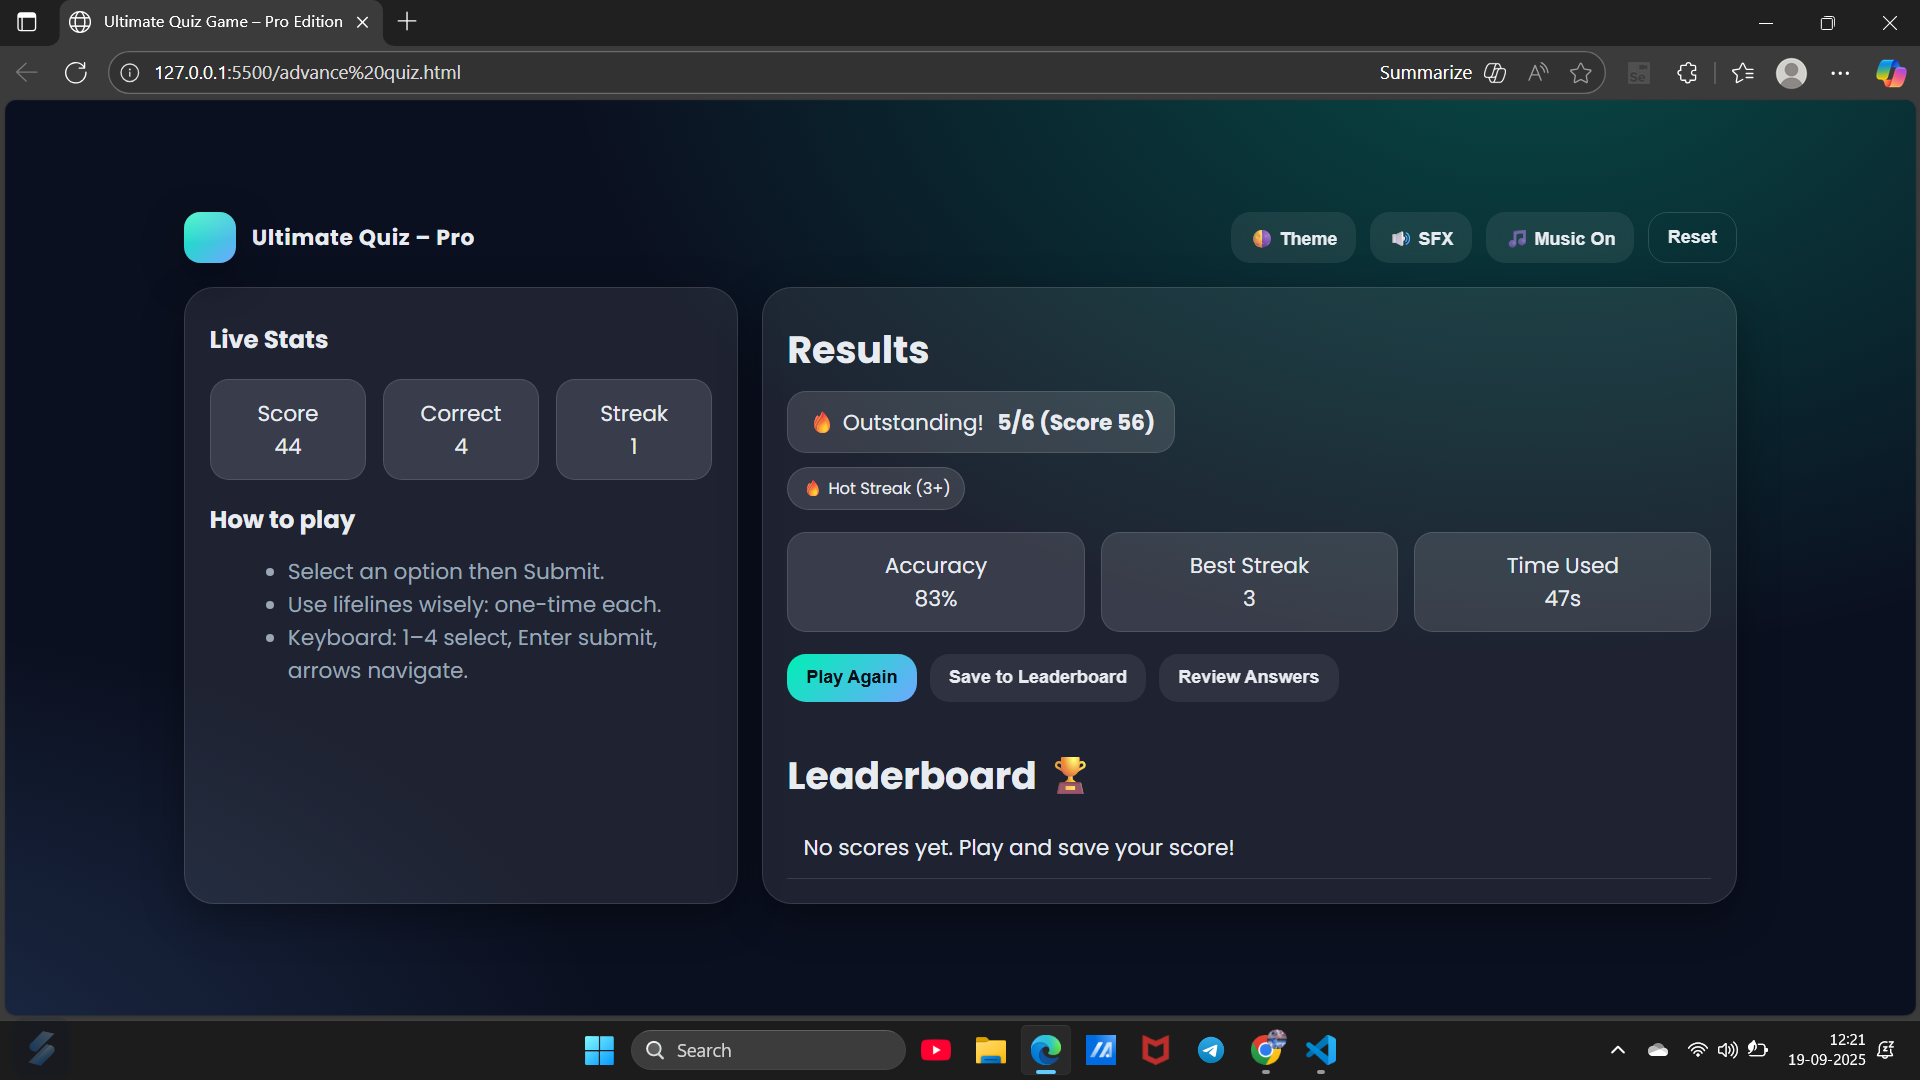 Ultimate Quiz Game – Pro Edition
127.0.0.1:5500/advance%20quiz.html
Summarize
Ultimate Quiz – Pro
Theme
SFX
Music On
Reset
Live Stats
Score
44
Correct
4
Streak
1
How to play
Select an option then Submit.
Use lifelines wisely: one-time each.
Keyboard: 1–4 select, Enter submit,
arrows navigate.
Results
Outstanding! 5/6 (Score 56)
Hot Streak (3+)
Accuracy
83%
Best Streak
3
Time Used
47s
Play Again
Save to Leaderboard
Review Answers
Leaderboard
No scores yet. Play and save your score!
Search
12:21
19-09-2025